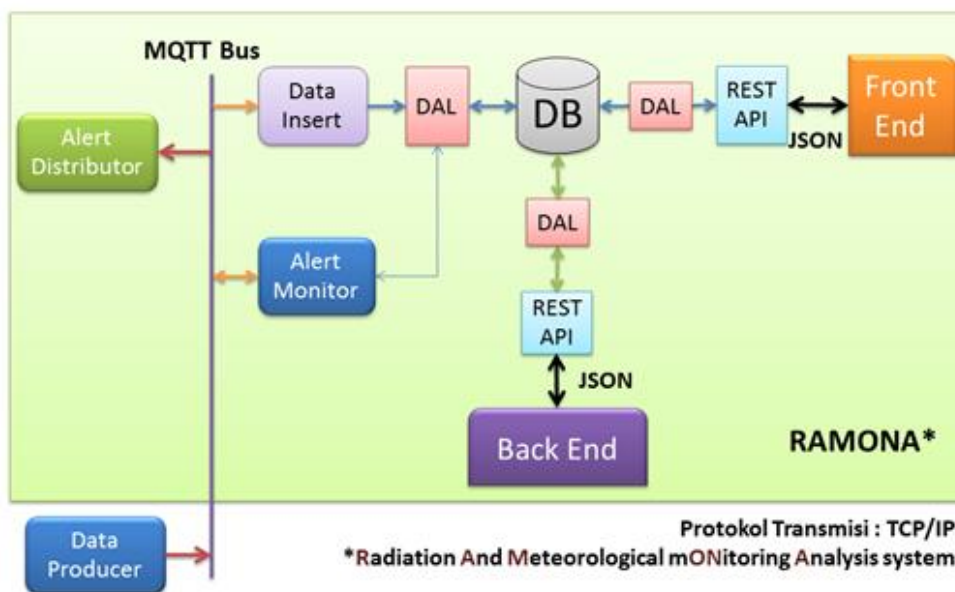 MQTT Bus
Data
Insert
DAL
DB
DAL
REST
API
JSON
Front
End
Alert
Distributor
Alert
Monitor
DAL
REST
API
JSON
Back End
RAMONA*
Data
Producer
Protokol Transmisi : TCP/IP
*Radiation And Meteorological mONitoring Analysis system